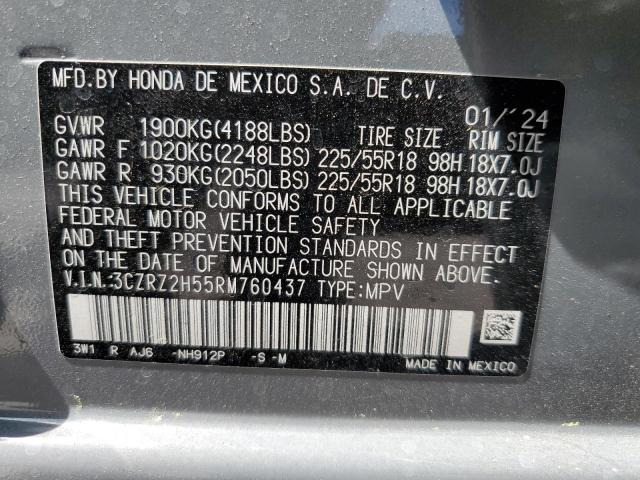 MFD. BY HONDA DE MEXICO S.A. DE C.V.
01/'24
GVWR 1900KG(4188LBS) TIRE SIZE RIM SIZE
GAWR F 1020KG(2248LBS) 225/55R18 98H 18X7.0J
GAWR R 930KG(2050LBS) 225/55R18 98H 18X7.0J
THIS VEHICLE CONFORMS TO ALL APPLICABLE
FEDERAL MOTOR VEHICLE SAFETY
AND THEFT PREVENTION STANDARDS IN EFFECT
ON THE DATE OF MANUFACTURE SHOWN ABOVE.
V.I.N.:3CZRZ2H55RM760437 TYPE:MPV
3W1 R AJ6 -NH912P -S -M
MADE IN MEXICO